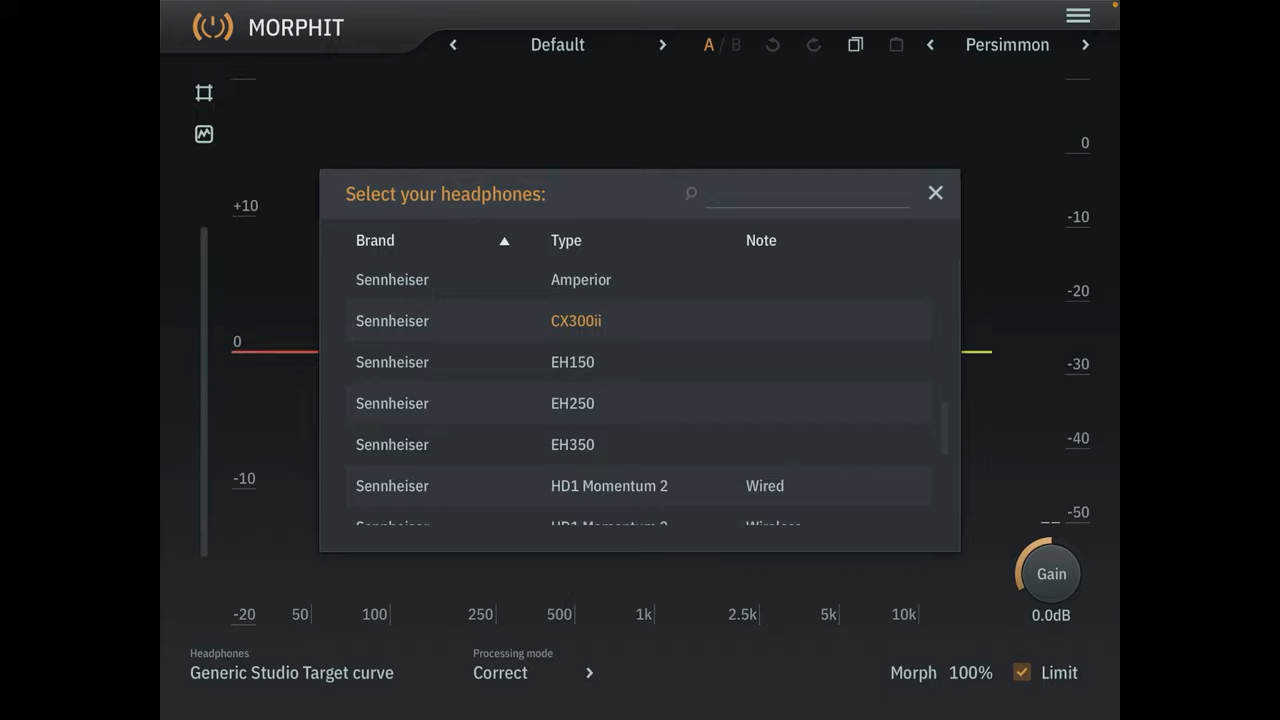 MORPHIT
Default
A / B
Persimmon
+10
0
-10
-20
0
-10
-20
-30
-40
-50
Select your headphones:
Brand Type Note
Sennheiser Amperior
Sennheiser CX300ii
Sennheiser EH150
Sennheiser EH250
Sennheiser EH350
Sennheiser HD1 Momentum 2 Wired
Gain
0.0dB
50 100 250 500 1k 2.5k 5k 10k
Headphones
Generic Studio Target curve
Processing mode
Correct
Morph 100%
Limit